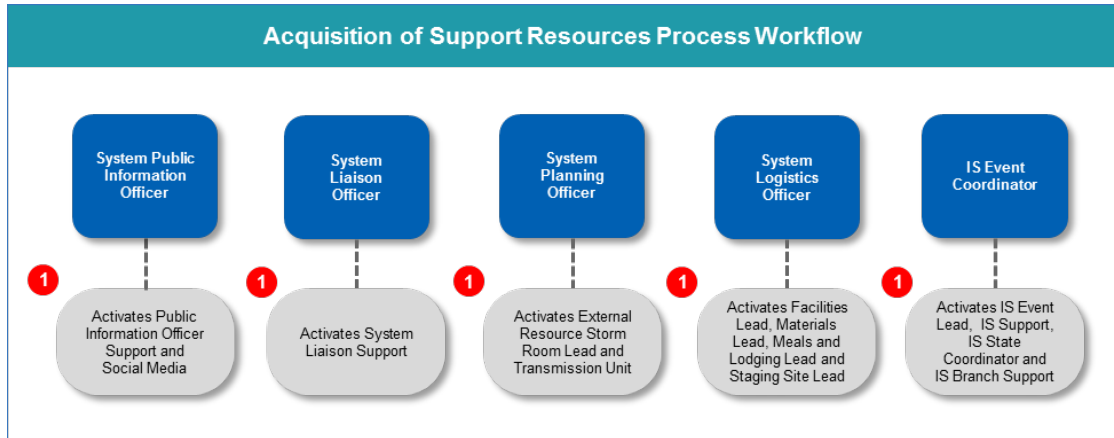 Acquisition of Support Resources Process Workflow
System Public
Information
Officer
System
Liaison
Officer
System
Planning
Officer
System
Logistics
Officer
IS Event
Coordinator
1
Activates Public
Information Officer
Support and
Social Media
1
Activates System
Liaison Support
1
Activates External
Resource Storm
Room Lead and
Transmission Unit
1
Activates Facilities
Lead, Materials
Lead, Meals and
Lodging Lead and
Staging Site Lead
1
Activates IS Event
Lead, IS Support,
IS State
Coordinator and
IS Branch Support